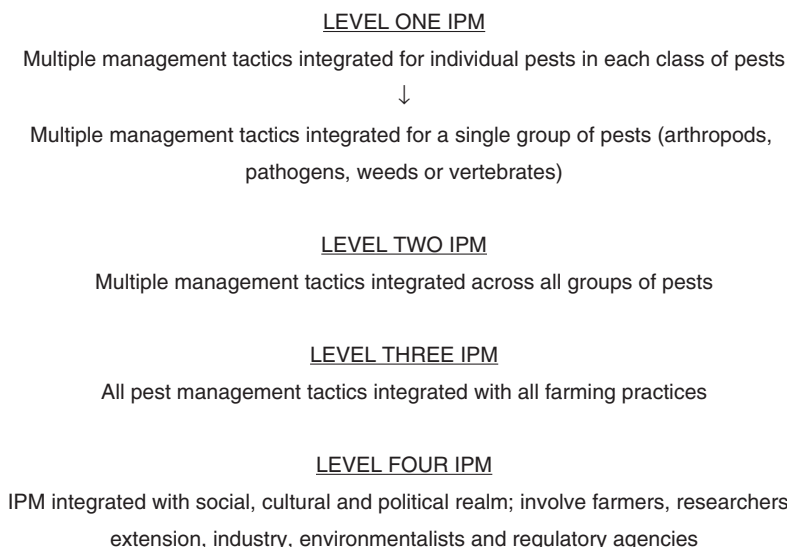 LEVEL ONE IPM
Multiple management tactics integrated for individual pests in each class of pests
↓
Multiple management tactics integrated for a single group of pests (arthropods,
pathogens, weeds or vertebrates)
LEVEL TWO IPM
Multiple management tactics integrated across all groups of pests
LEVEL THREE IPM
All pest management tactics integrated with all farming practices
LEVEL FOUR IPM
IPM integrated with social, cultural and political realm; involve farmers, researchers
extension, industry, environmentalists and regulatory agencies